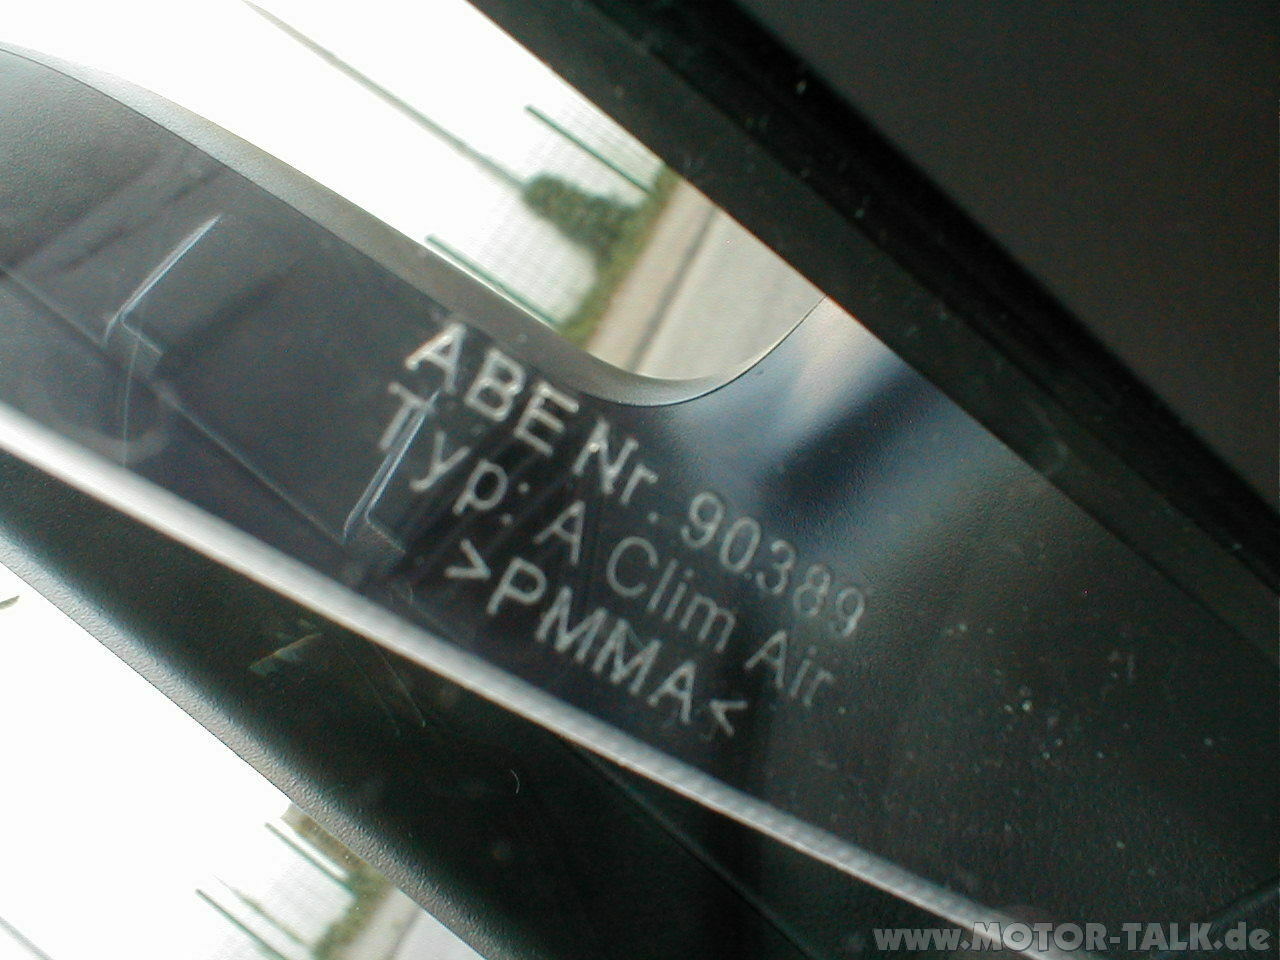 ABE Nr. 90389
Typ: A Clim Air
>PMMA<
www.MOTOR-TALK.de